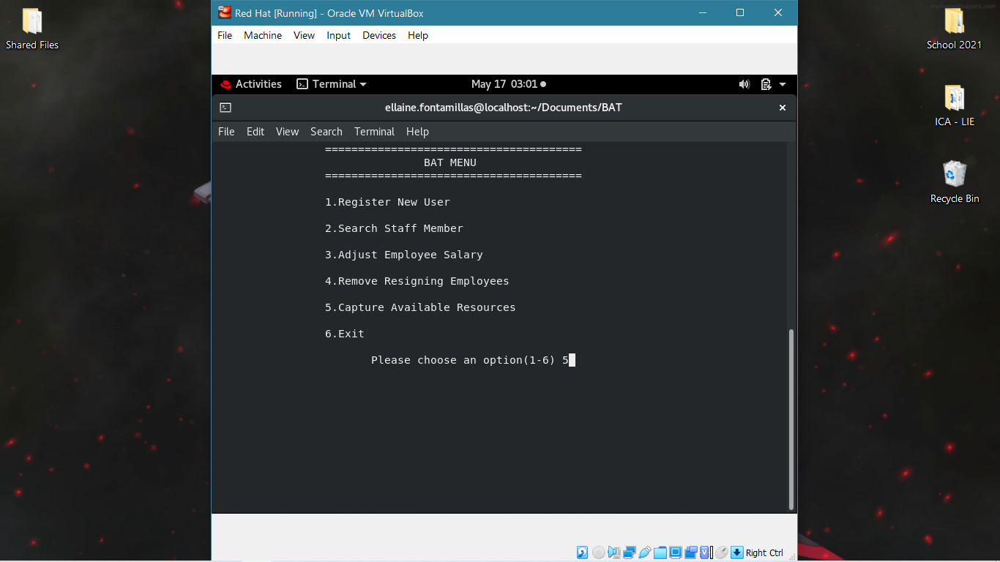 Red Hat [Running] - Oracle VM VirtualBox
File Machine View Input Devices Help
Activities Terminal May 17 03:01
ellaine.fontamillas@localhost:~/Documents/BAT
File Edit View Search Terminal Help
=======================================
BAT MENU
=======================================
1.Register New User
2.Search Staff Member
3.Adjust Employee Salary
4.Remove Resigning Employees
5.Capture Available Resources
6.Exit
Please choose an option(1-6) 5
Right Ctrl
Shared Files
School 2021
ICA - LIE
Recycle Bin